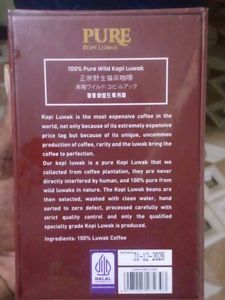 PURE
KOPI LUWAK
100% Pure Wild Kopi Luwak
正宗野生猫屎咖啡
本格ワイルド コピ・ルアック
Kopi Luwak is the most expensive coffee in the
world, not only because of its extremely expensive
price tag but because of its unique, uncommon
production of coffee, rarity and the luwak bring the
coffee to perfection.
Our kopi luwak is a pure Kopi Luwak that we
collected from coffee plantation, they are never
directly interfered by human, and 100% pure from
wild luwaks in nature. The Kopi Luwak beans are
then selected, washed with clean water, hand
sorted to zero defect, processed carefully with
strict quality control and only the qualified
specialty grade Kopi Luwak is produced.
Ingredients: 100% Luwak Coffee
31-12-2028
HALAL